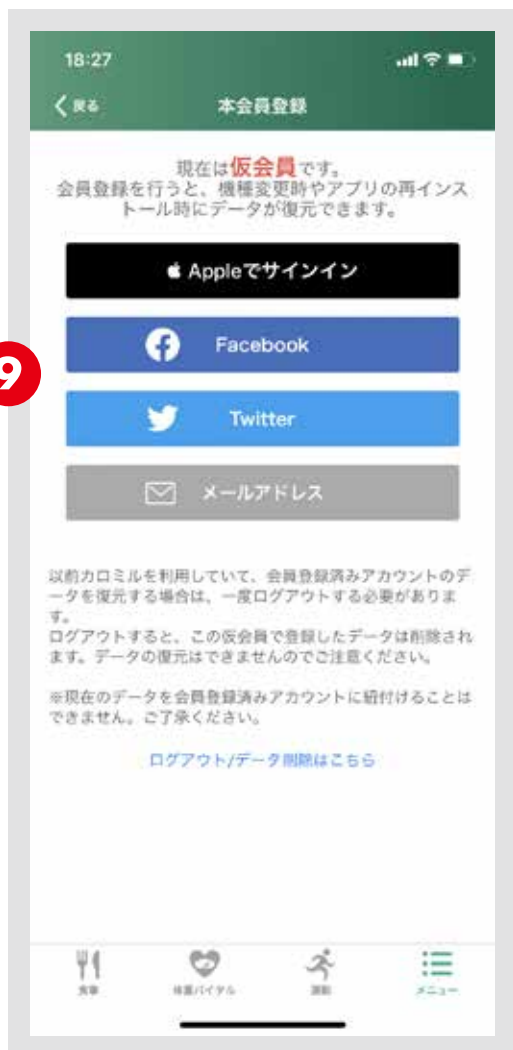 18:27
戻る
本会員登録
現在は仮会員です。
会員登録を行うと、機種変更時やアプリの再インス
トール時にデータが復元できます。
Appleでサインイン
9
Facebook
Twitter
メールアドレス
以前カロミルを利用していて、会員登録済みアカウントのデ
ータを復元する場合は、一度ログアウトする必要がありま
す。
ログアウトすると、この仮会員で登録したデータは削除され
ます。データの復元はできませんのでご注意ください。
※現在のデータを会員登録済みアカウントに紐付けることは
できません。ご了承ください。
ログアウト/データ削除はこちら
食事
体重バイタル
運動
メニュー